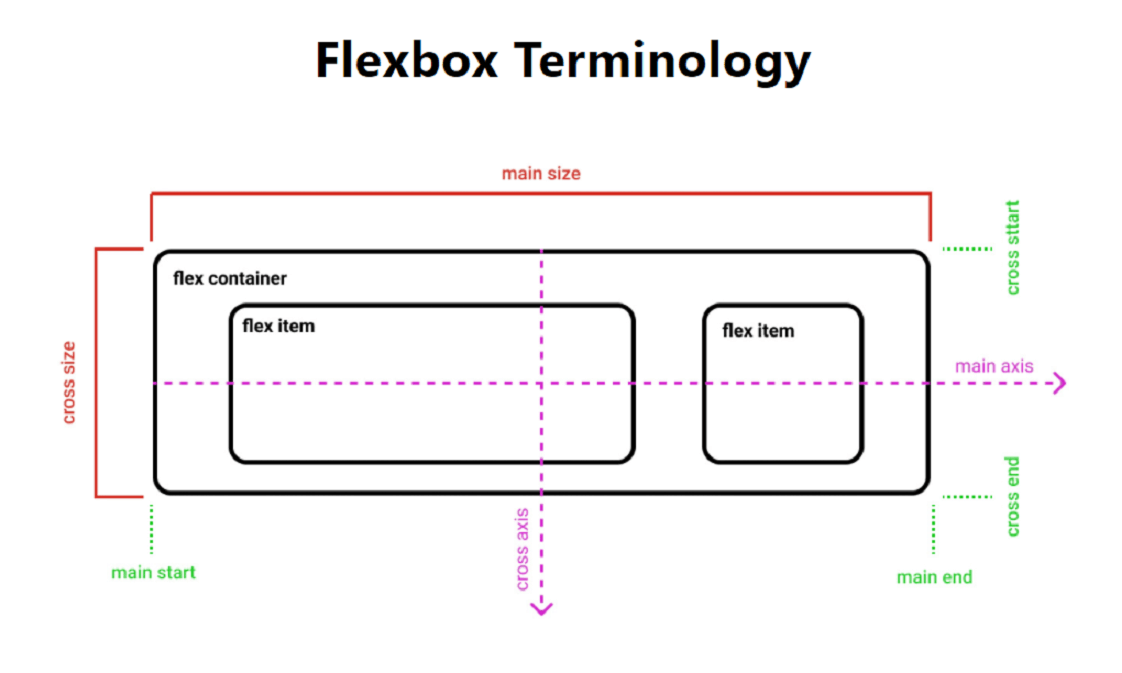 Flexbox Terminology
main size
cross sttart
flex container
flex item
flex item
main axis
cross size
cross end
cross axis
main start
main end